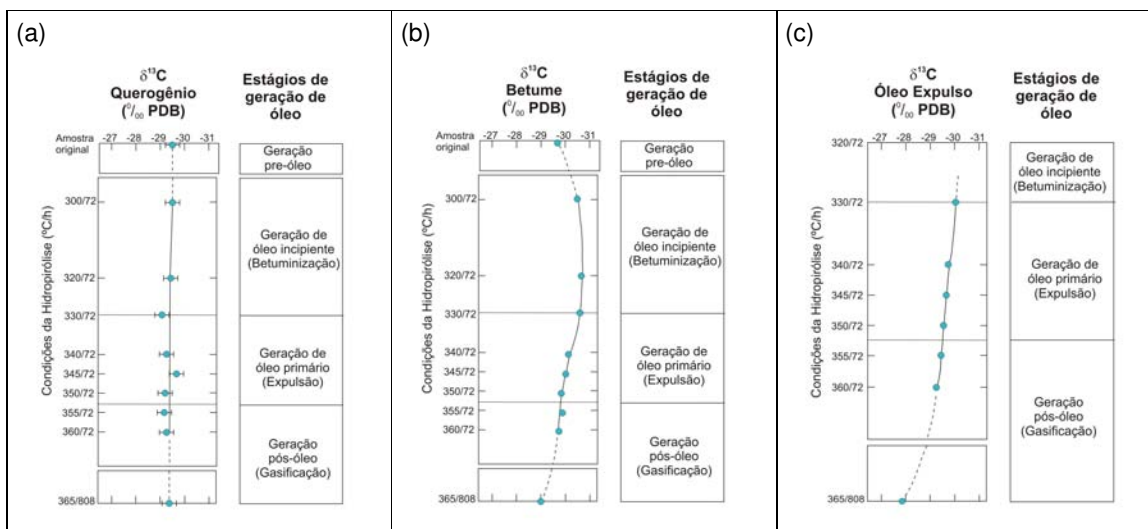 (a)
δ¹³C
Querogênio
(⁰/₀₀ PDB)
Estágios de
geração de
óleo
-27 -28 -29 -30 -31
Amostra
original
Geração
pre-óleo
300/72
Geração de
óleo incipiente
(Betuminização)
320/72
330/72
340/72
Geração de
óleo primário
(Expulsão)
345/72
350/72
355/72
360/72
Geração
pós-óleo
(Gasificação)
365/808
Condições da Hidropirólise (ºC/h)
(b)
δ¹³C
Betume
(⁰/₀₀ PDB)
Estágios de
geração de
óleo
-27 -28 -29 -30 -31
Amostra
original
Geração
pré-óleo
300/72
Geração de
óleo incipiente
(Betuminização)
320/72
330/72
340/72
Geração de
óleo primário
(Expulsão)
345/72
350/72
355/72
360/72
Geração
pós-óleo
(Gasificação)
365/808
Condições da Hidropirólise (ºC/h)
(c)
δ¹³C
Óleo Expulso
(⁰/₀₀ PDB)
Estágios de
geração de
óleo
-27 -28 -29 -30 -31
320/72
Geração de
óleo incipiente
(Betuminização)
330/72
340/72
Geração de
óleo primário
(Expulsão)
345/72
350/72
355/72
360/72
Geração
pós-óleo
(Gasificação)
365/808
Condições da Hidropirólise (ºC/h)